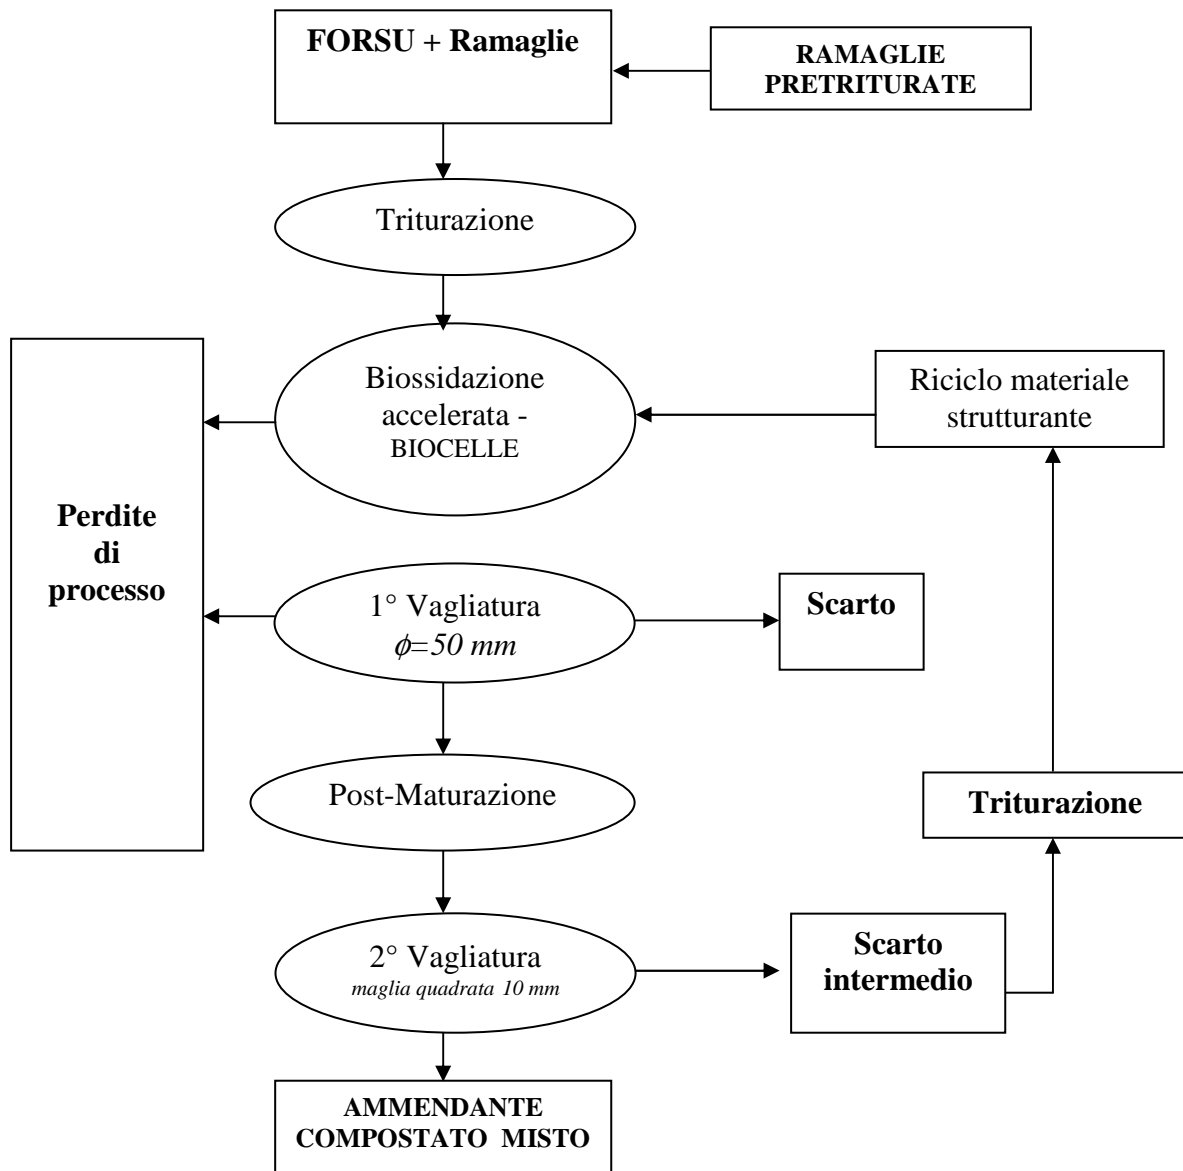 FORSU + Ramaglie
RAMAGLIE
PRETRITURATE
Triturazione
Biossidazione
accelerata -
BIOCELLE
Riciclo materiale
strutturante
Perdite
di
processo
1° Vagliatura
ϕ=50 mm
Scarto
Post-Maturazione
Triturazione
2° Vagliatura
maglia quadrata 10 mm
Scarto
intermedio
AMMENDANTE
COMPOSTATO MISTO